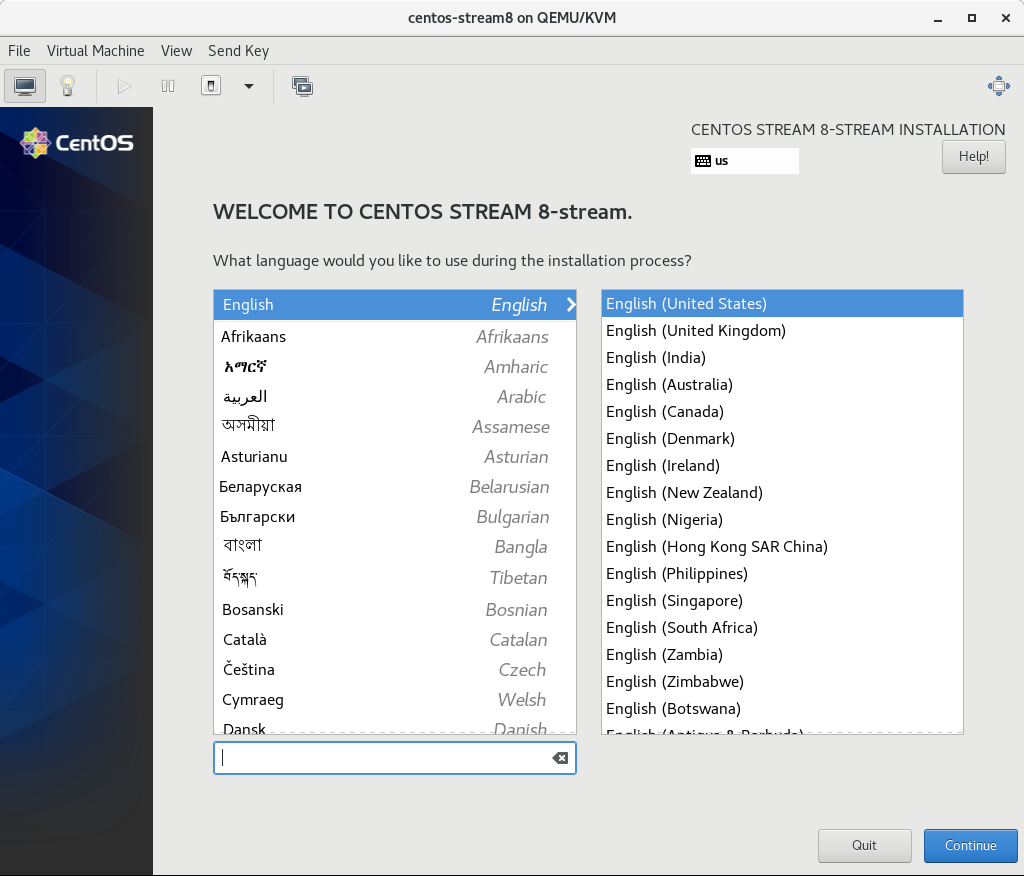 centos-stream8 on QEMU/KVM
File Virtual Machine View Send Key
CentOS
CENTOS STREAM 8-STREAM INSTALLATION
us
Help!
WELCOME TO CENTOS STREAM 8-stream.
What language would you like to use during the installation process?
English English
Afrikaans Afrikaans
አማርኛ Amharic
العربية Arabic
অসমীয়া Assamese
Asturianu Asturian
Беларуская Belarusian
Български Bulgarian
বাংলা Bangla
བོད་སྐད་ Tibetan
Bosanski Bosnian
Català Catalan
Čeština Czech
Cymraeg Welsh
Dansk Danish
English (United States)
English (United Kingdom)
English (India)
English (Australia)
English (Canada)
English (Denmark)
English (Ireland)
English (New Zealand)
English (Nigeria)
English (Hong Kong SAR China)
English (Philippines)
English (Singapore)
English (South Africa)
English (Zambia)
English (Zimbabwe)
English (Botswana)
English (Antigua & Barbuda)
Quit
Continue